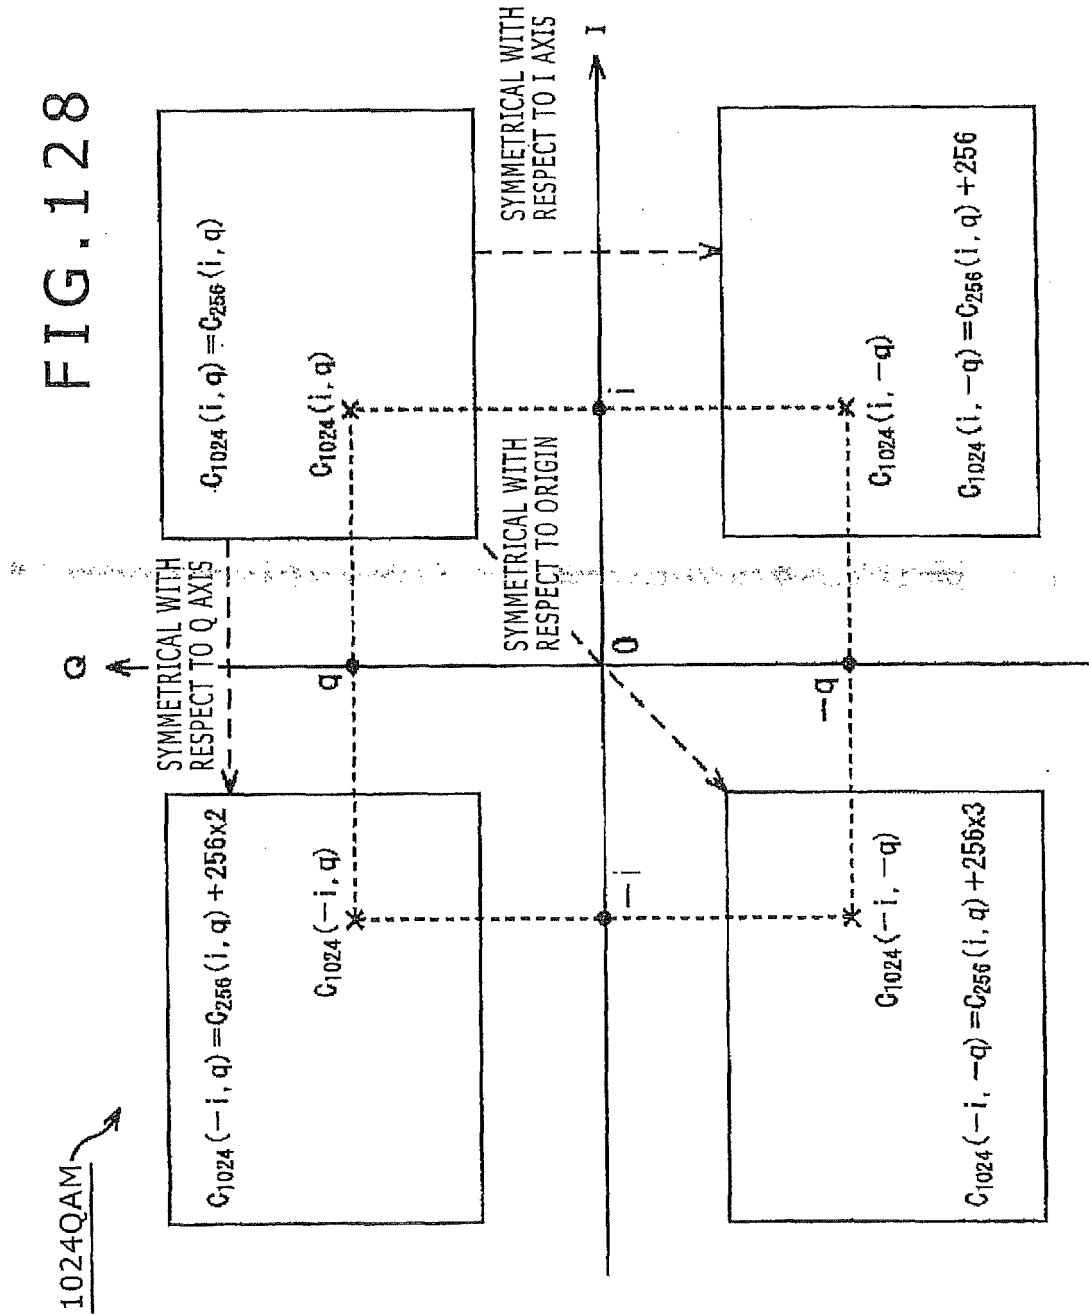 FIG.128
1024QAM
Q
I
SYMMETRICAL WITH
RESPECT TO Q AXIS
C1024(−i, q)=C256(i, q)+256x2
C1024(−i, q)
C1024(i, q)=C256(i, q)
C1024(i, q)
q
SYMMETRICAL WITH
RESPECT TO ORIGIN
SYMMETRICAL WITH
RESPECT TO I AXIS
−i
0
i
−q
C1024(−i, −q)
C1024(−i, −q)=C256(i, q)+256x3
C1024(i, −q)
C1024(i, −q)=C256(i, q)+256